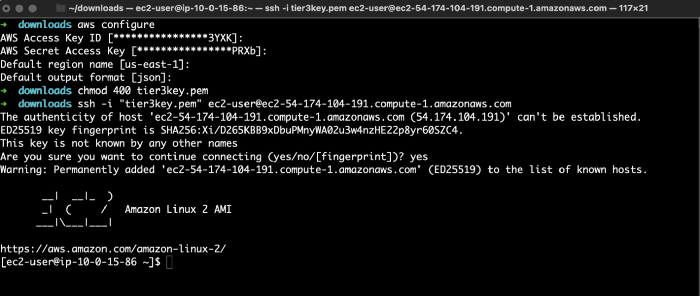 ~/downloads — ec2-user@ip-10-0-15-86:~ — ssh -i tier3key.pem ec2-user@ec2-54-174-104-191.compute-1.amazonaws.com — 117×21
➜ downloads aws configure
AWS Access Key ID [****************3YXK]:
AWS Secret Access Key [****************PRXb]:
Default region name [us-east-1]:
Default output format [json]:
➜ downloads chmod 400 tier3key.pem
➜ downloads ssh -i "tier3key.pem" ec2-user@ec2-54-174-104-191.compute-1.amazonaws.com
The authenticity of host 'ec2-54-174-104-191.compute-1.amazonaws.com (54.174.104.191)' can't be established.
ED25519 key fingerprint is SHA256:Xi/D265KBB9xDbuPMnyWA02u3w4nzHE22p8yr60SZC4.
This key is not known by any other names
Are you sure you want to continue connecting (yes/no/[fingerprint])? yes
Warning: Permanently added 'ec2-54-174-104-191.compute-1.amazonaws.com' (ED25519) to the list of known hosts.
       __|  __|_  )
       _|  (     /   Amazon Linux 2 AMI
      ___|\___|___|
https://aws.amazon.com/amazon-linux-2/
[ec2-user@ip-10-0-15-86 ~]$